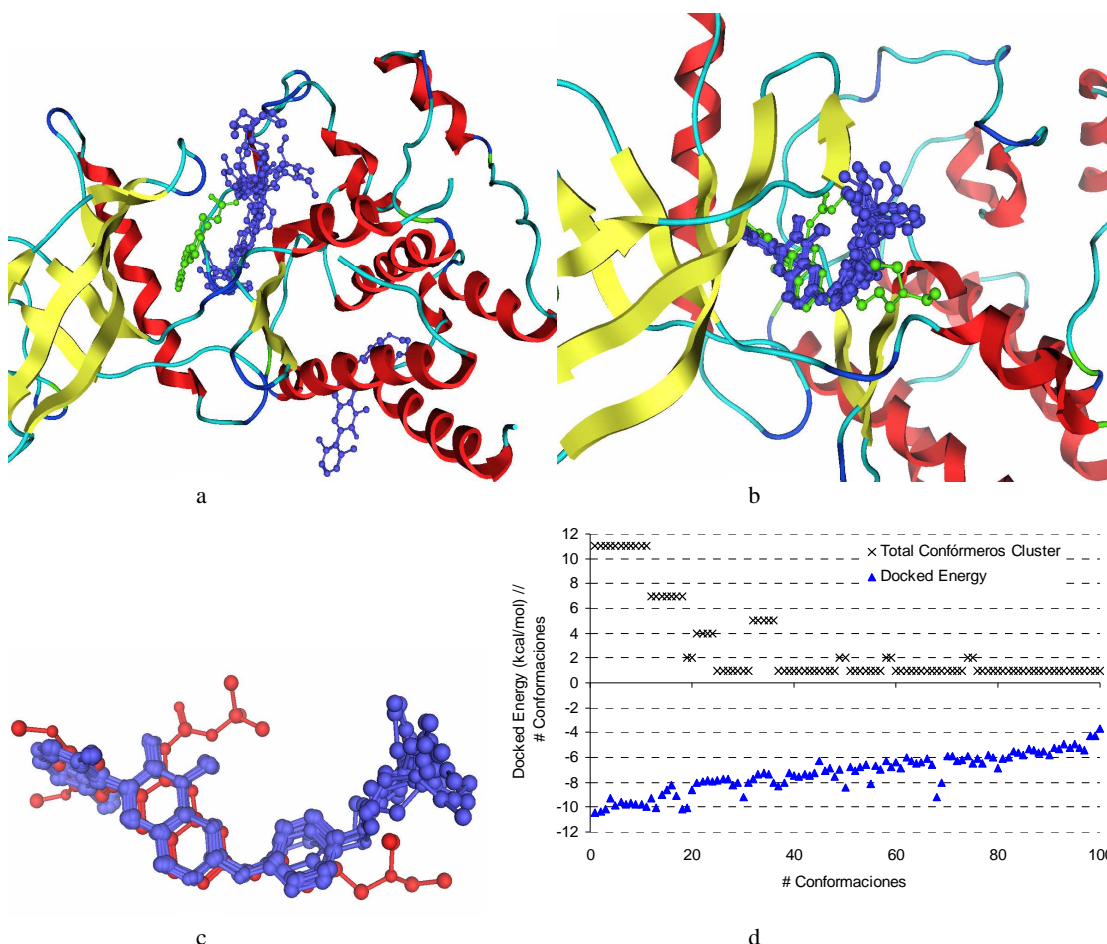 a
b
12
10
8
6
4
2
0
-2
-4
-6
-8
-10
-12
Docked Energy (kcal/mol) //
# Conformaciones
× Total Confórmeros Cluster
▲ Docked Energy
0 20 40 60 80 100
# Conformaciones
c
d